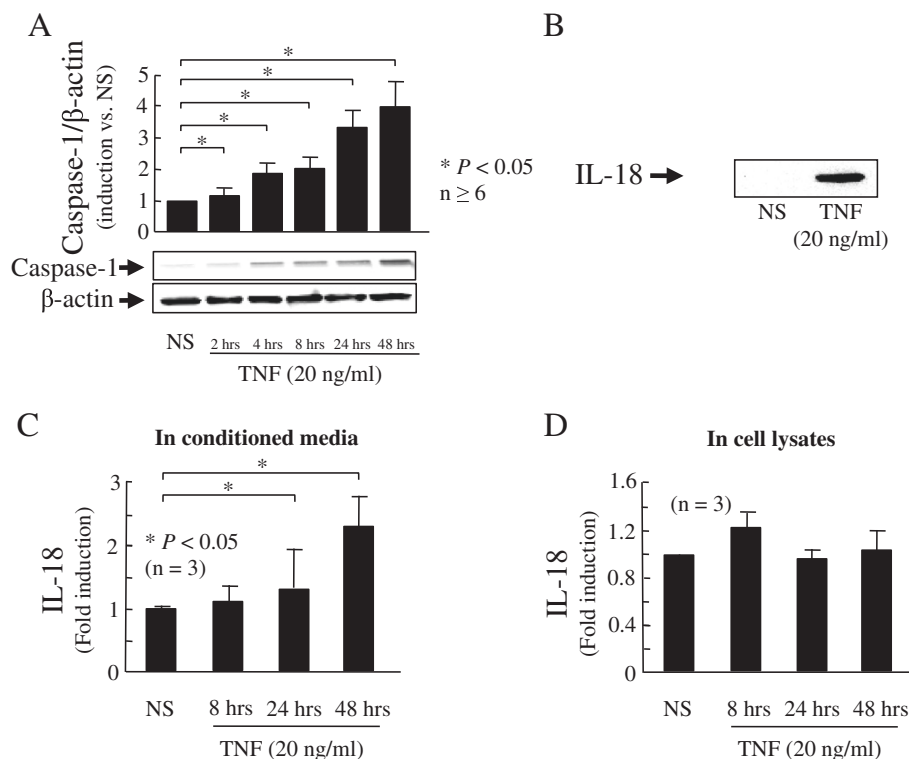 A
Caspase-1/β-actin
(induction vs. NS)
5
4
3
2
1
0
*
*
*
*
*
* P < 0.05
n ≥ 6
Caspase-1
β-actin
NS
2 hrs 4 hrs 8 hrs 24 hrs 48 hrs
TNF (20 ng/ml)
B
IL-18
NS TNF
(20 ng/ml)
C
In conditioned media
IL-18
(Fold induction)
3
2
1
0
*
*
* P < 0.05
(n = 3)
NS 8 hrs 24 hrs 48 hrs
TNF (20 ng/ml)
D
In cell lysates
IL-18
(Fold induction)
1.6
1.2
0.8
0.4
0
(n = 3)
NS 8 hrs 24 hrs 48 hrs
TNF (20 ng/ml)